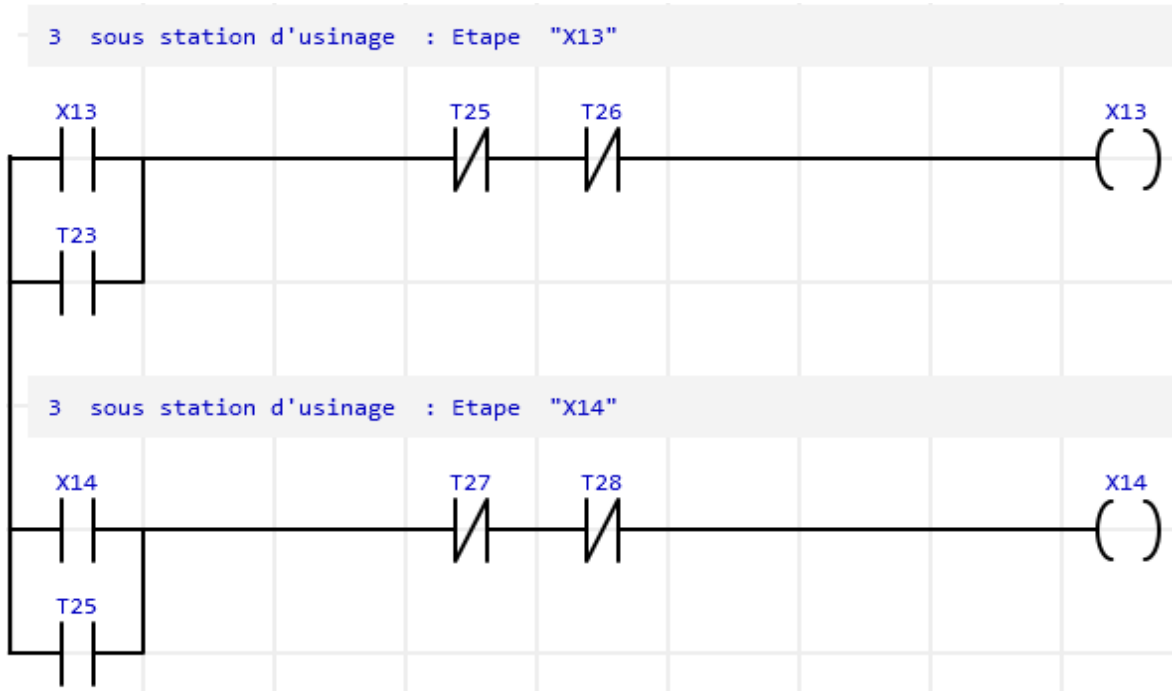 3 sous station d'usinage : Etape "X13"
X13 T25 T26 X13
T23
3 sous station d'usinage : Etape "X14"
X14 T27 T28 X14
T25